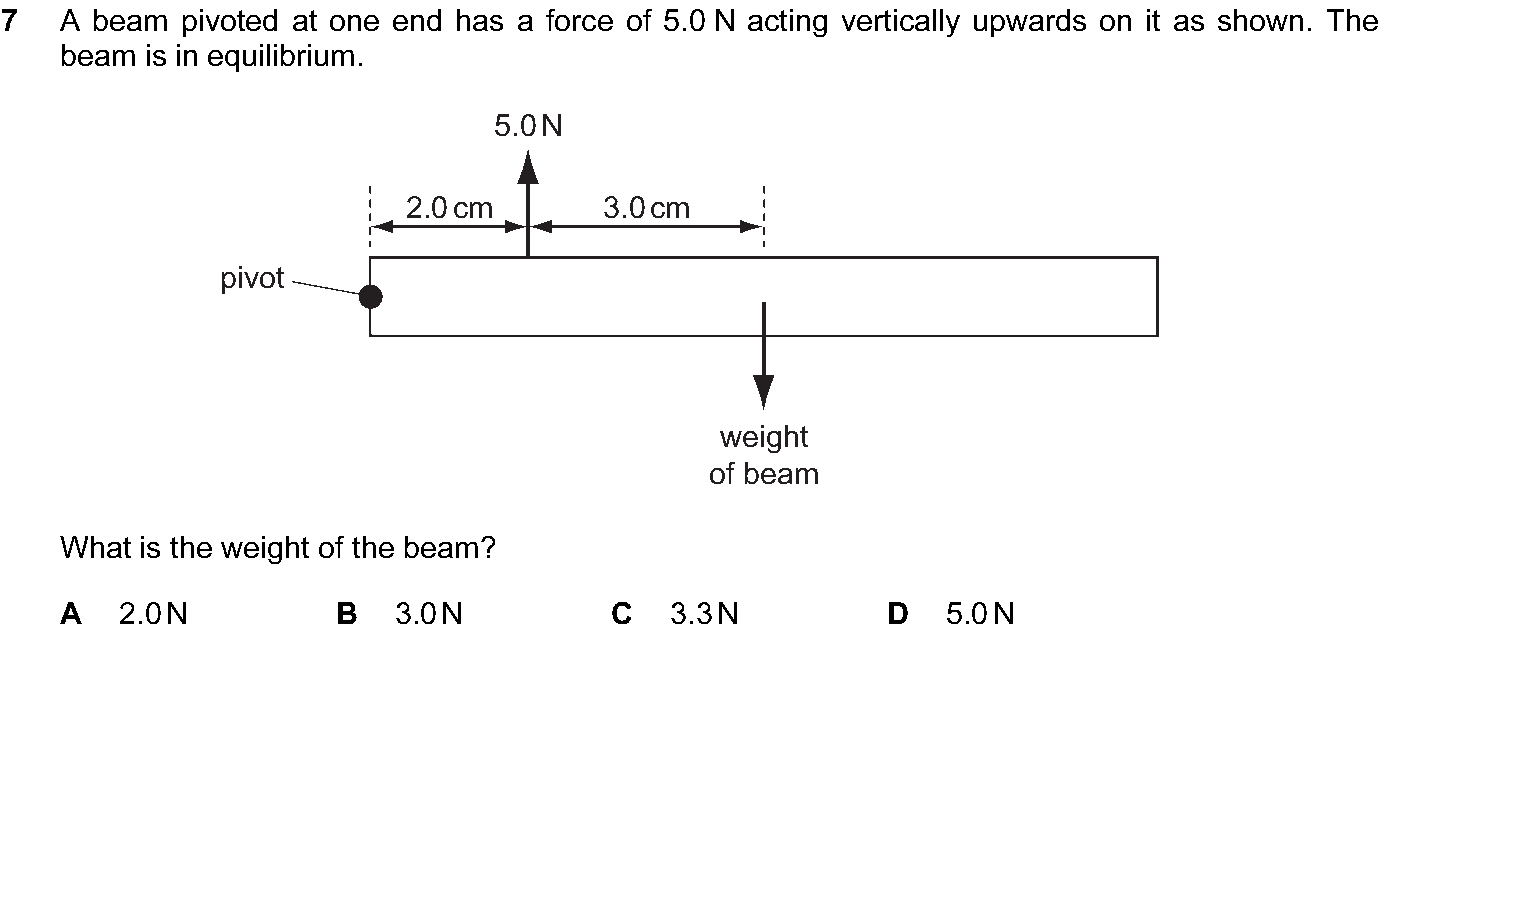 7 A beam pivoted at one end has a force of 5.0 N acting vertically upwards on it as shown. The
beam is in equilibrium.
5.0 N
2.0 cm 3.0 cm
pivot
weight
of beam
What is the weight of the beam?
A 2.0 N B 3.0 N C 3.3 N D 5.0 N